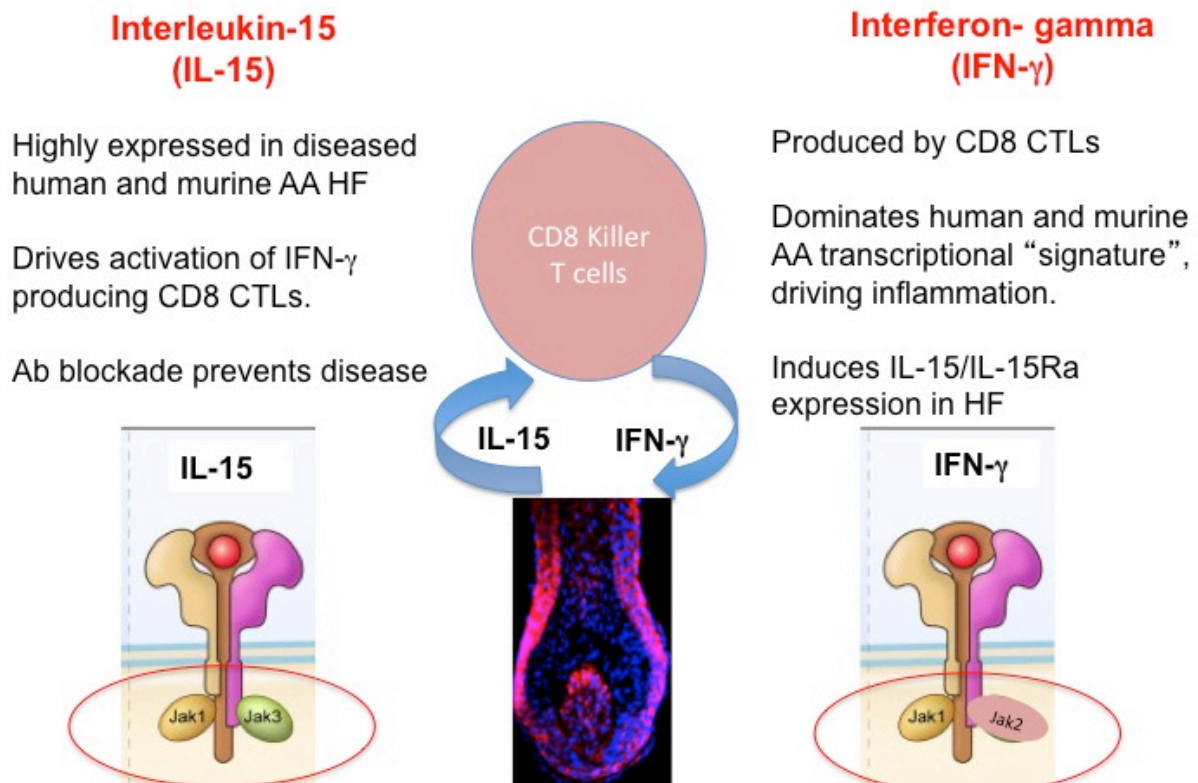 Interleukin-15
(IL-15)
Highly expressed in diseased
human and murine AA HF
Drives activation of IFN-γ
producing CD8 CTLs.
Ab blockade prevents disease
Interferon- gamma
(IFN-γ)
Produced by CD8 CTLs
Dominates human and murine
AA transcriptional “signature”,
driving inflammation.
Induces IL-15/IL-15Ra
expression in HF
CD8 Killer
T cells
IL-15
IFN-γ
IL-15
Jak1
Jak3
IFN-γ
Jak1
Jak2